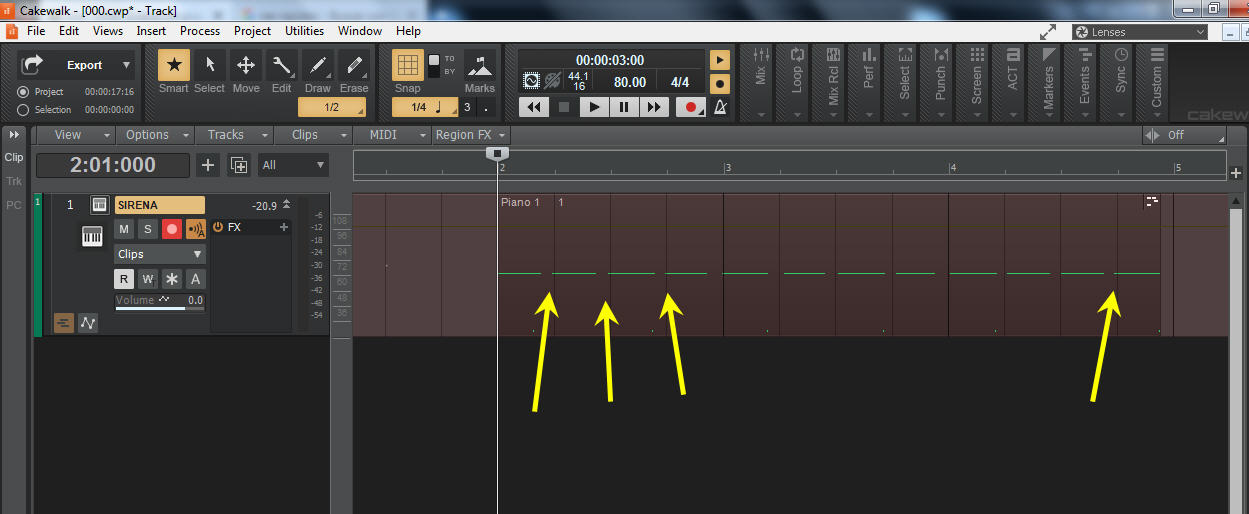 Cakewalk - [000.cwp* - Track]
File Edit Views Insert Process Project Utilities Window Help
Lenses
Export
Project 00:00:17:16
Selection 00:00:00:00
Smart Select Move Edit Draw Erase
1/2
TO
BY
Snap Marks
1/4 3 .
00:00:03:00
44.1
16
80.00 4/4
Mix
Loop
Mix Rcl
Perf
Select
Punch
Screen
ACT
Markers
Events
Sync
Custom
cakew
View Options Tracks Clips MIDI Region FX Off
Clip
Trk
PC
2:01:000
All
2 3 4 5
1 1 SIRENA -20.9
M S A
FX
Clips
R W * A
Volume 0.0
-6
-12
-18
-24
-30
-36
-42
-48
-54
108
96
84
72
60
48
36
Piano 1 1